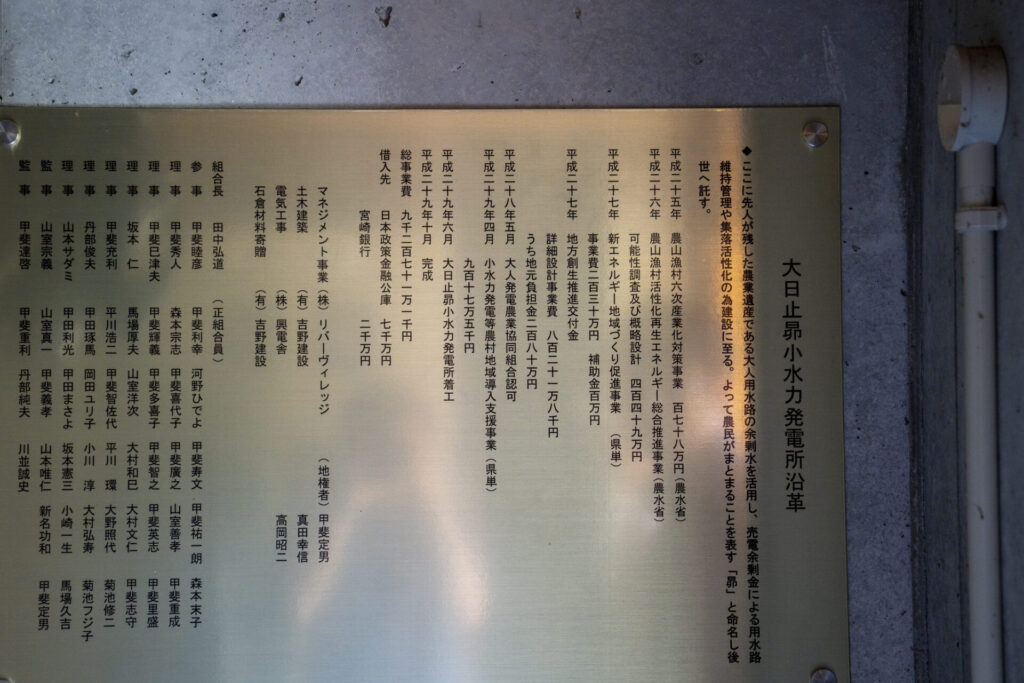 大日止昴小水力発電所沿革
◆ここに先人が残した農業遺産である大人用水路の余剰水を活用し、売電余剰金による用水路
維持管理や集落活性化の為建設に至る。よって農民がまとまることを表す「昴」と命名し後
世へ託す。
平成二十五年 農山漁村六次産業化対策事業 百七十八万円（農水省）
平成二十六年 農山漁村活性化再生エネルギー総合推進事業（農水省）
可能性調査及び概略設計 四百四十九万円
平成二十七年 新エネルギー地域づくり促進事業 （県単）
事業費二百三十万円 補助金百万円
平成二十七年 地方創生推進交付金
詳細設計事業費 八百二十一万八千円
うち地元負担金二百八十万円
平成二十八年五月 大人発電農業協同組合認可
平成二十九年四月 小水力発電等農村地域導入支援事業（県単）
九百十七万五千円
平成二十九年六月 大日止昴小水力発電所着工
平成二十九年十月 完成
総事業費 九千二百七十一万一千円
借入先 日本政策金融公庫 七千万円
宮崎銀行 二千万円
マネジメント事業（株）リバーヴィレッジ （地権者）甲斐定男
土木建築 （有）吉野建設 真田幸信
電気工事 （株）興電舎 高岡昭二
石倉材料寄贈 （有）吉野建設
組合長 田中弘道 （正組合員）
参事 甲斐睦彦 甲斐利幸 河野ひでよ 甲斐寿文 甲斐祐一朗 森本末子
理事 甲斐秀人 森本宗志 甲斐喜代子 甲斐廣之 山室善孝 甲斐重成
理事 甲斐巳津夫 甲斐輝義 甲斐多喜子 甲斐智之 甲斐英志 甲斐里盛
理事 坂本仁 馬場厚夫 山室洋次 大村和巳 大村文仁 甲斐志守
理事 甲斐充利 平川浩二 甲斐智佐代 平川環 大野照代 菊池修二
理事 丹部俊夫 甲田琢馬 岡田ユリ子 小川淳 大村弘寿 菊池フジ子
理事 山本サダミ 甲田利光 甲田まさよ 坂本憲三 小崎一生 馬場久吉
監事 山室宗義 山室真一 甲斐義孝 山本唯仁 新名功和 甲斐定男
監事 甲斐達啓 甲斐重利 丹部純夫 川並誠史